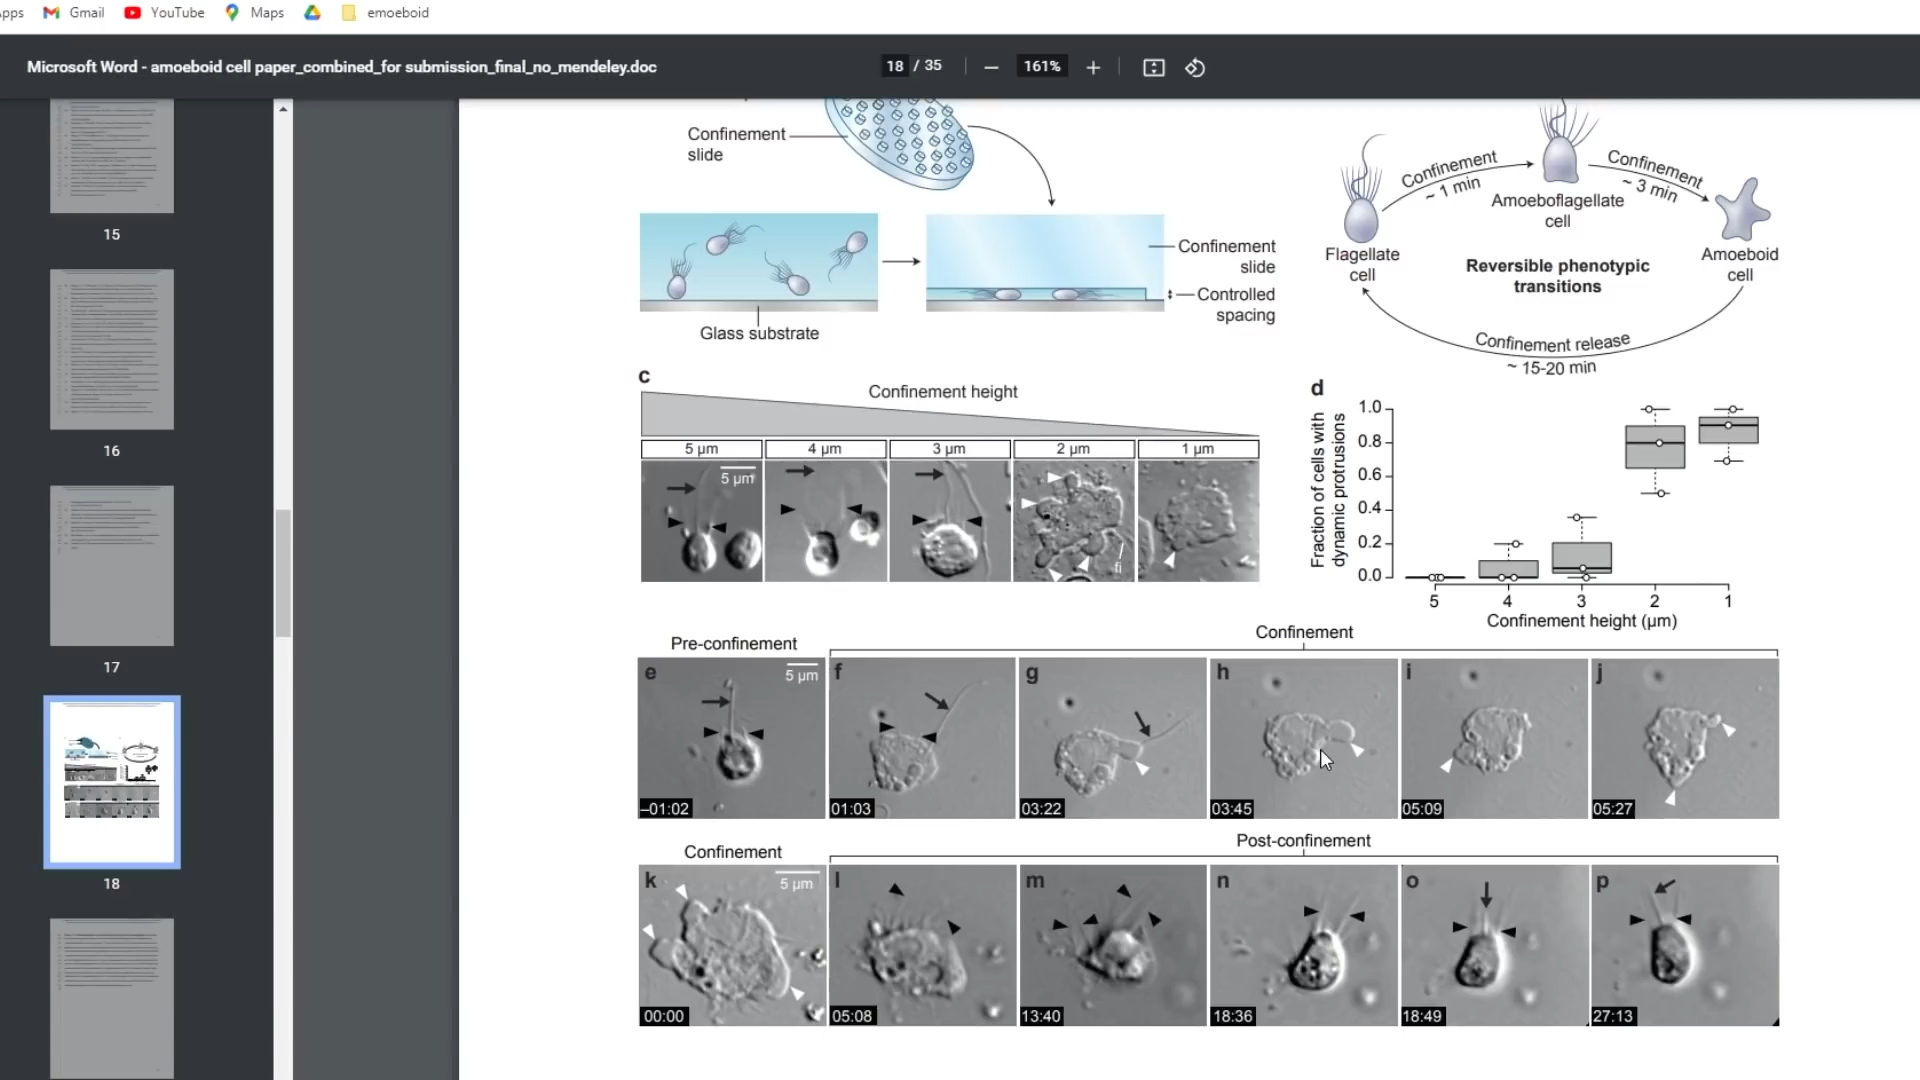 pps Gmail YouTube Maps emoeboid
Microsoft Word - amoeboid cell paper_combined_for submission_final_no_mendeley.doc
18 / 35
161%
15
16
17
18
Confinement
slide
Confinement
slide
Controlled
spacing
Glass substrate
Confinement
~ 1 min
Confinement
~ 3 min
Amoeboflagellate
cell
Flagellate
cell
Amoeboid
cell
Reversible phenotypic
transitions
Confinement release
~ 15-20 min
c
Confinement height
5 µm 4 µm 3 µm 2 µm 1 µm
5 µm
fi
d
Fraction of cells with
dynamic protrusions
1.0
0.8
0.6
0.4
0.2
0.0
5 4 3 2 1
Confinement height (µm)
Pre-confinement
Confinement
e f g h i j
5 µm
–01:02 01:03 03:22 03:45 05:09 05:27
Confinement
Post-confinement
k l m n o p
5 µm
00:00 05:08 13:40 18:36 18:49 27:13